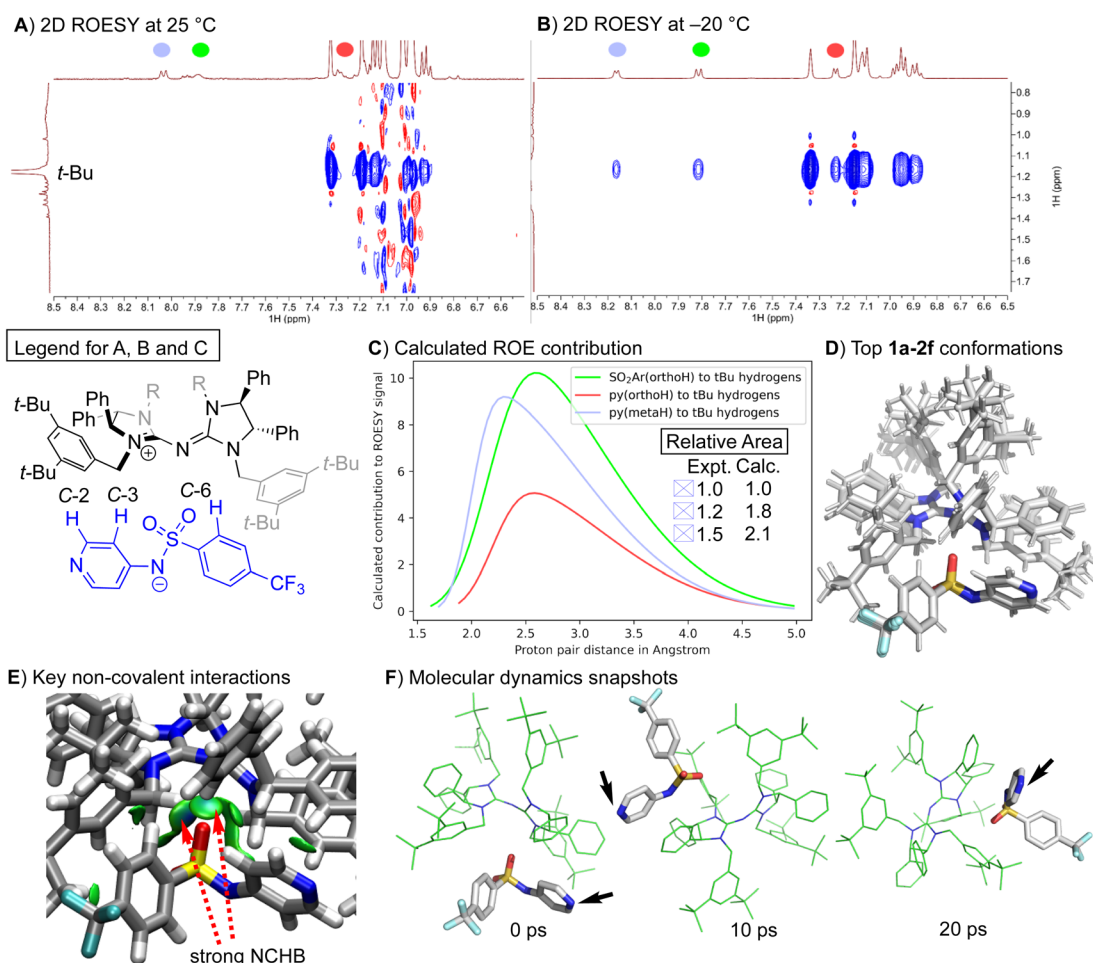 A) 2D ROESY at 25 °C
B) 2D ROESY at –20 °C
t-Bu
8.5 8.4 8.3 8.2 8.1 8.0 7.9 7.8 7.7 7.6 7.5 7.4 7.3 7.2 7.1 7.0 6.9 6.8 6.7 6.6
1H (ppm)
8.5 8.4 8.3 8.2 8.1 8.0 7.9 7.8 7.7 7.6 7.5 7.4 7.3 7.2 7.1 7.0 6.9 6.8 6.7 6.6 6.5
1H (ppm)
0.8
0.9
1.0
1.1
1.2
1.3
1.4
1.5
1.6
1.7
1H (ppm)
Legend for A, B and C
R
R
Ph
Ph
Ph
Ph
N
N
N
N
N
⊕
t-Bu
t-Bu
t-Bu
t-Bu
C-2 C-3 C-6
H H H
O O
S
N
N
⊖
CF3
C) Calculated ROE contribution
Calculated contribution to ROESY signal
10
8
6
4
2
0
1.5 2.0 2.5 3.0 3.5 4.0 4.5 5.0
Proton pair distance in Angstrom
SO2Ar(orthoH) to tBu hydrogens
py(orthoH) to tBu hydrogens
py(metaH) to tBu hydrogens
Relative Area
Expt. Calc.
1.0 1.0
1.2 1.8
1.5 2.1
D) Top 1a-2f conformations
E) Key non-covalent interactions
strong NCHB
F) Molecular dynamics snapshots
0 ps
10 ps
20 ps